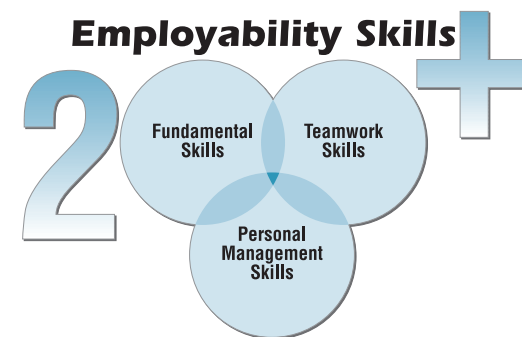 Employability Skills
2
+
Fundamental
Skills
Teamwork
Skills
Personal
Management
Skills